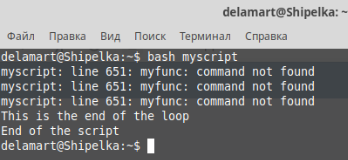 delamart@Shipelka: ~
Файл Правка Вид Поиск Терминал Справка
delamart@Shipelka:~$ bash myscript
myscript: line 651: myfunc: command not found
myscript: line 651: myfunc: command not found
myscript: line 651: myfunc: command not found
This is the end of the loop
End of the script
delamart@Shipelka:~$